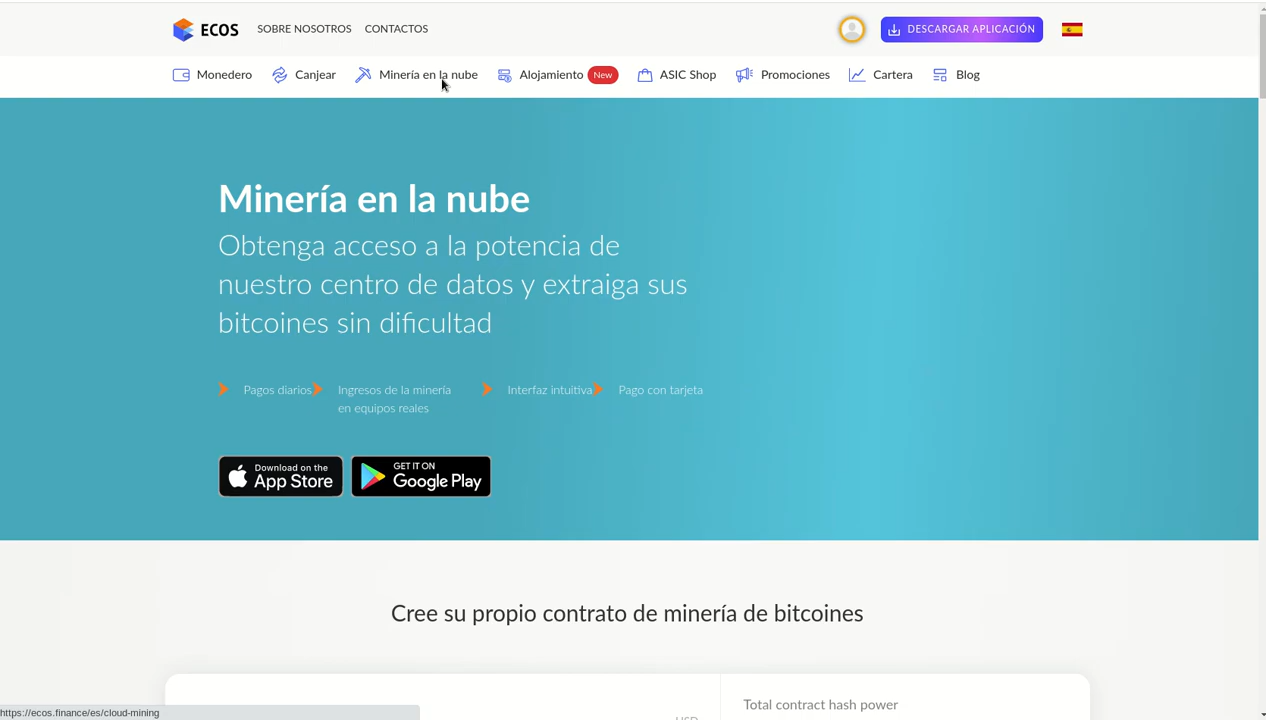 ECOS SOBRE NOSOTROS CONTACTOS DESCARGAR APLICACIÓN
Monedero Canjear Minería en la nube Alojamiento New ASIC Shop Promociones Cartera Blog
Minería en la nube
Obtenga acceso a la potencia de
nuestro centro de datos y extraiga sus
bitcoines sin dificultad
Pagos diarios Ingresos de la minería Interfaz intuitiva Pago con tarjeta
en equipos reales
Download on the
App Store
GET IT ON
Google Play
Cree su propio contrato de minería de bitcoines
Total contract hash power
USD
https://ecos.finance/es/cloud-mining